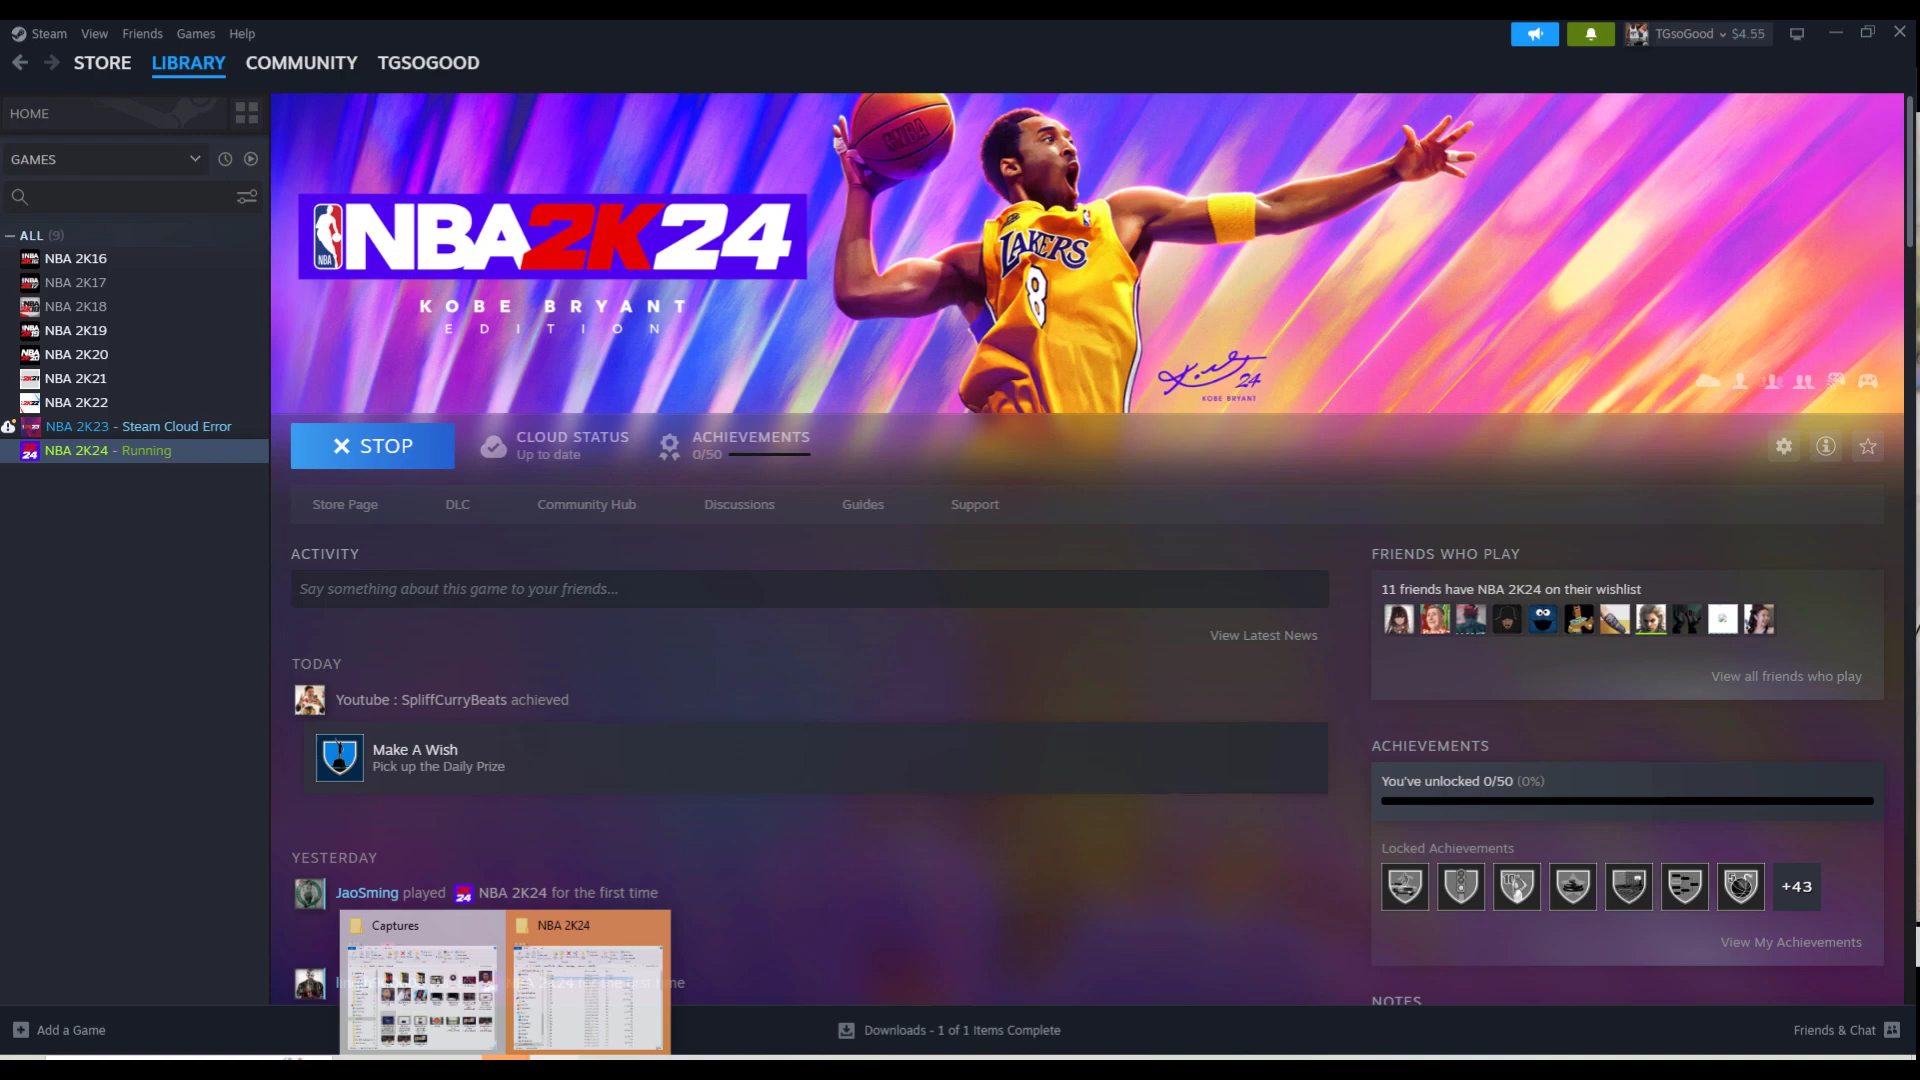 Steam View Friends Games Help
TGsoGood $4.55
STORE LIBRARY COMMUNITY TGSOGOOD
HOME
GAMES
— ALL (9)
NBA 2K16
NBA 2K17
NBA 2K18
NBA 2K19
NBA 2K20
NBA 2K21
NBA 2K22
NBA 2K23 - Steam Cloud Error
NBA 2K24 - Running
NBA 2K24
KOBE BRYANT
EDITION
NBA
LAKERS
8
24
KOBE BRYANT
STOP
CLOUD STATUS
Up to date
ACHIEVEMENTS
0/50
Store Page DLC Community Hub Discussions Guides Support
ACTIVITY
Say something about this game to your friends...
View Latest News
TODAY
Youtube : SpliffCurryBeats achieved
Make A Wish
Pick up the Daily Prize
YESTERDAY
JaoSming played NBA 2K24 for the first time
Captures
NBA 2K24
FRIENDS WHO PLAY
11 friends have NBA 2K24 on their wishlist
View all friends who play
ACHIEVEMENTS
You've unlocked 0/50 (0%)
Locked Achievements
+43
View My Achievements
NOTES
Add a Game
Downloads - 1 of 1 Items Complete
Friends & Chat